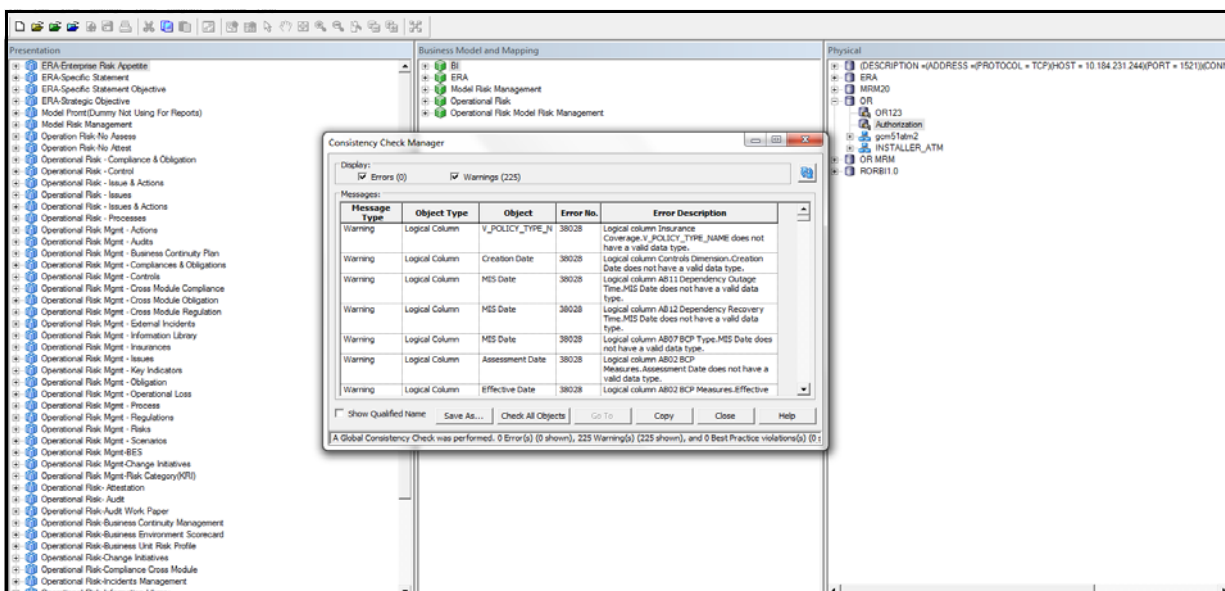 Presentation
ERA-Enterprise Risk Appetite
ERA-Specific Statement
ERA-Specific Statement Objective
ERA-Strategic Objective
Model Promt(Dummy Not Using For Reports)
Model Risk Management
Operation Risk-No Assess
Operation Risk-No Attest
Operational Risk - Compliance & Obligation
Operational Risk - Control
Operational Risk - Issue & Actions
Operational Risk - Issues
Operational Risk - Issues & Actions
Operational Risk - Processes
Operational Risk Mgmt - Actions
Operational Risk Mgmt - Audits
Operational Risk Mgmt - Business Continuity Plan
Operational Risk Mgmt - Compliances & Obligations
Operational Risk Mgmt - Controls
Operational Risk Mgmt - Cross Module Compliance
Operational Risk Mgmt - Cross Module Obligation
Operational Risk Mgmt - Cross Module Regulation
Operational Risk Mgmt - External Incidents
Operational Risk Mgmt - Information Library
Operational Risk Mgmt - Insurances
Operational Risk Mgmt - Issues
Operational Risk Mgmt - Key Indicators
Operational Risk Mgmt - Obligation
Operational Risk Mgmt - Operational Loss
Operational Risk Mgmt - Process
Operational Risk Mgmt - Regulations
Operational Risk Mgmt - Risks
Operational Risk Mgmt - Scenarios
Operational Risk Mgmt-BES
Operational Risk Mgmt-Change Initiatives
Operational Risk Mgmt-Risk Category(KRI)
Operational Risk- Attestation
Operational Risk- Audit
Operational Risk-Audit Work Paper
Operational Risk-Business Continuity Management
Operational Risk-Business Environment Scorecard
Operational Risk-Business Unit Risk Profile
Operational Risk-Change Initiatives
Operational Risk-Compliance Cross Module
Operational Risk-Incidents Management
Business Model and Mapping
BI
ERA
Model Risk Management
Operational Risk
Operational Risk Model Risk Management
Physical
(DESCRIPTION =(ADDRESS =(PROTOCOL = TCP)(HOST = 10.184.231.244)(PORT = 1521))(CONN
ERA
MRM20
OR
OR123
Authorization
gcm51atm2
INSTALLER_ATM
OR MRM
RORBI1.0
Consistency Check Manager
Display:
Errors (0) Warnings (225)
Messages:
Message Type Object Type Object Error No. Error Description
Warning Logical Column V_POLICY_TYPE_N 38028 Logical column Insurance
Coverage.V_POLICY_TYPE_NAME does not
have a valid data type.
Warning Logical Column Creation Date 38028 Logical column Controls Dimension.Creation
Date does not have a valid data type.
Warning Logical Column MIS Date 38028 Logical column AB11 Dependency Outage
Time.MIS Date does not have a valid data
type.
Warning Logical Column MIS Date 38028 Logical column AB12 Dependency Recovery
Time.MIS Date does not have a valid data
type.
Warning Logical Column MIS Date 38028 Logical column AB07 BCP Type.MIS Date does
not have a valid data type.
Warning Logical Column Assessment Date 38028 Logical column AB02 BCP
Measures.Assessment Date does not have a
valid data type.
Warning Logical Column Effective Date 38028 Logical column AB02 BCP Measures.Effective
Show Qualified Name Save As... Check All Objects Go To Copy Close Help
A Global Consistency Check was performed. 0 Error(s) (0 shown), 225 Warning(s) (225 shown), and 0 Best Practice violations(s) (0 s